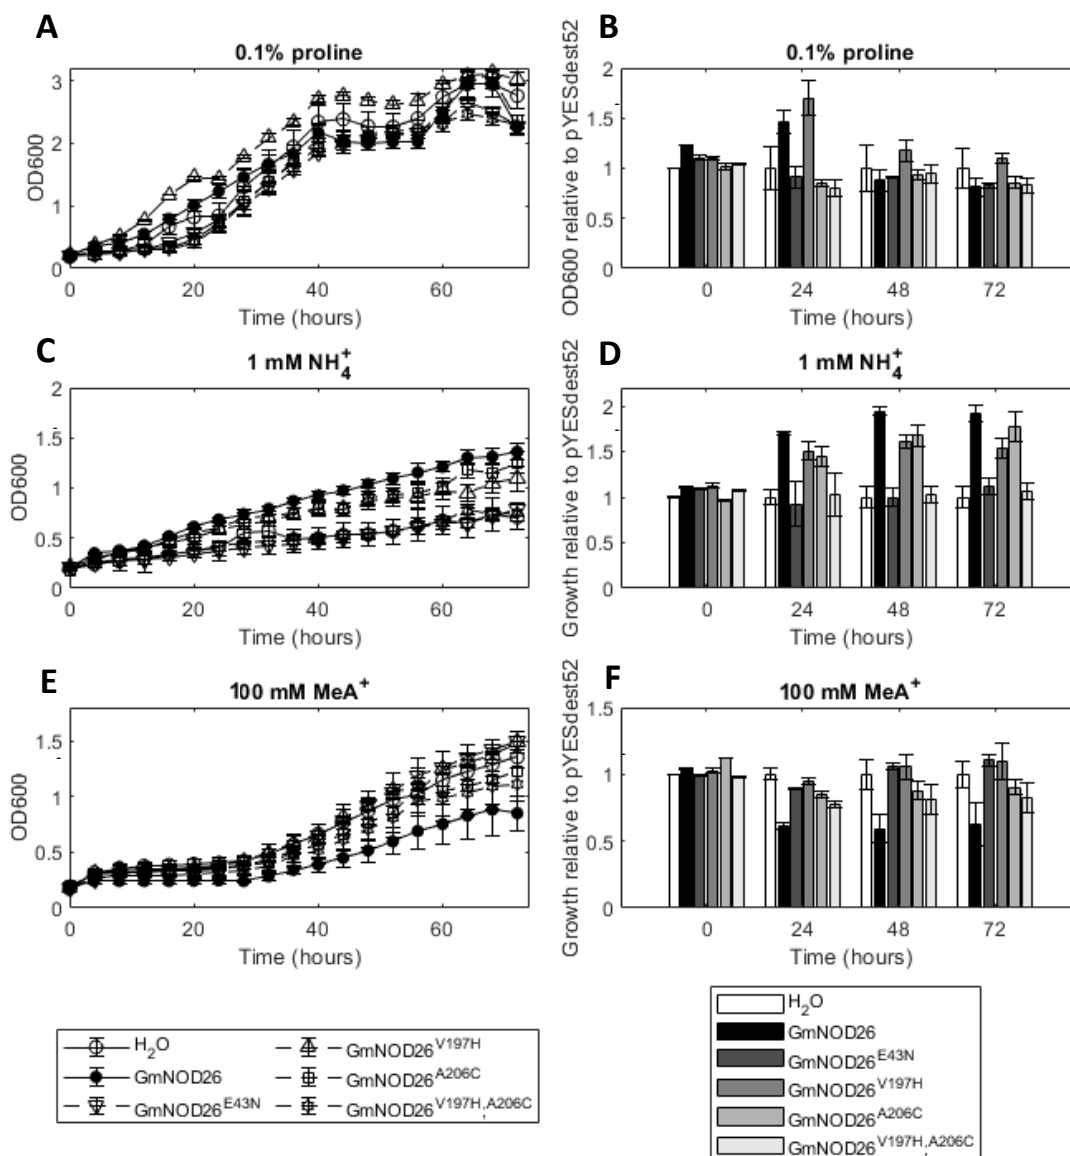 A
0.1% proline
OD600
3
2
1
0
0
20
40
60
Time (hours)
B
0.1% proline
OD600 relative to pYESdest52
2
1.5
1
0.5
0
0
24
48
72
Time (hours)
C
1 mM NH4+
OD600
2
1.5
1
0.5
0
0
20
40
60
Time (hours)
D
1 mM NH4+
Growth relative to pYESdest52
2
1.5
1
0.5
0
0
24
48
72
Time (hours)
E
100 mM MeA+
OD600
1.5
1
0.5
0
0
20
40
60
Time (hours)
F
100 mM MeA+
Growth relative to pYESdest52
1.5
1
0.5
0
0
24
48
72
Time (hours)
H2O
GmNOD26
GmNOD26E43N
GmNOD26V197H
GmNOD26A206C
GmNOD26V197H,A206C
H2O
GmNOD26
GmNOD26E43N
GmNOD26V197H
GmNOD26A206C
GmNOD26V197H,A206C